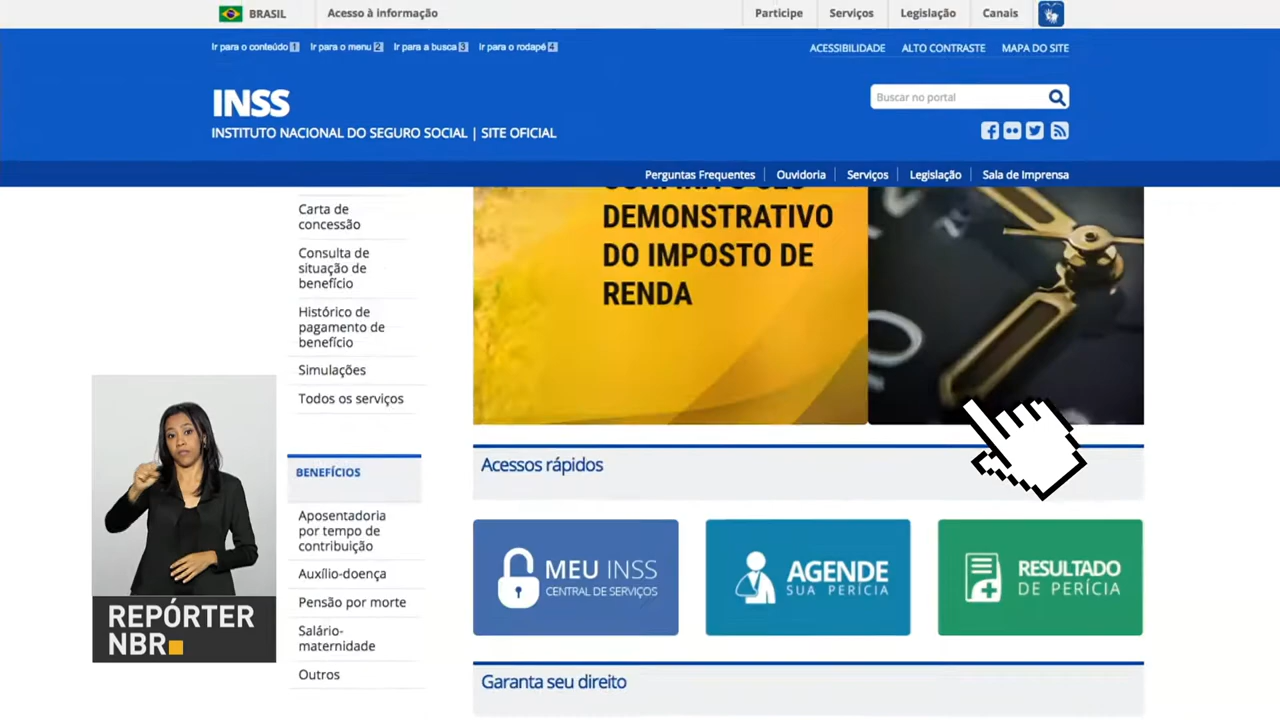 BRASIL
Acesso à informação
Participe
Serviços
Legislação
Canais
Ir para o conteúdo 1
Ir para o menu 2
Ir para a busca 3
Ir para o rodapé 4
ACESSIBILIDADE
ALTO CONTRASTE
MAPA DO SITE
INSS
INSTITUTO NACIONAL DO SEGURO SOCIAL | SITE OFICIAL
Buscar no portal
Perguntas Frequentes
Ouvidoria
Serviços
Legislação
Sala de Imprensa
Carta de
concessão
Consulta de
situação de
benefício
Histórico de
pagamento de
benefício
Simulações
Todos os serviços
BENEFÍCIOS
Aposentadoria
por tempo de
contribuição
Auxílio-doença
Pensão por morte
Salário-
maternidade
Outros
DEMONSTRATIVO
DO IMPOSTO DE
RENDA
Acessos rápidos
MEU INSS
CENTRAL DE SERVIÇOS
AGENDE
SUA PERÍCIA
RESULTADO
DE PERÍCIA
Garanta seu direito
REPÓRTER
NBR